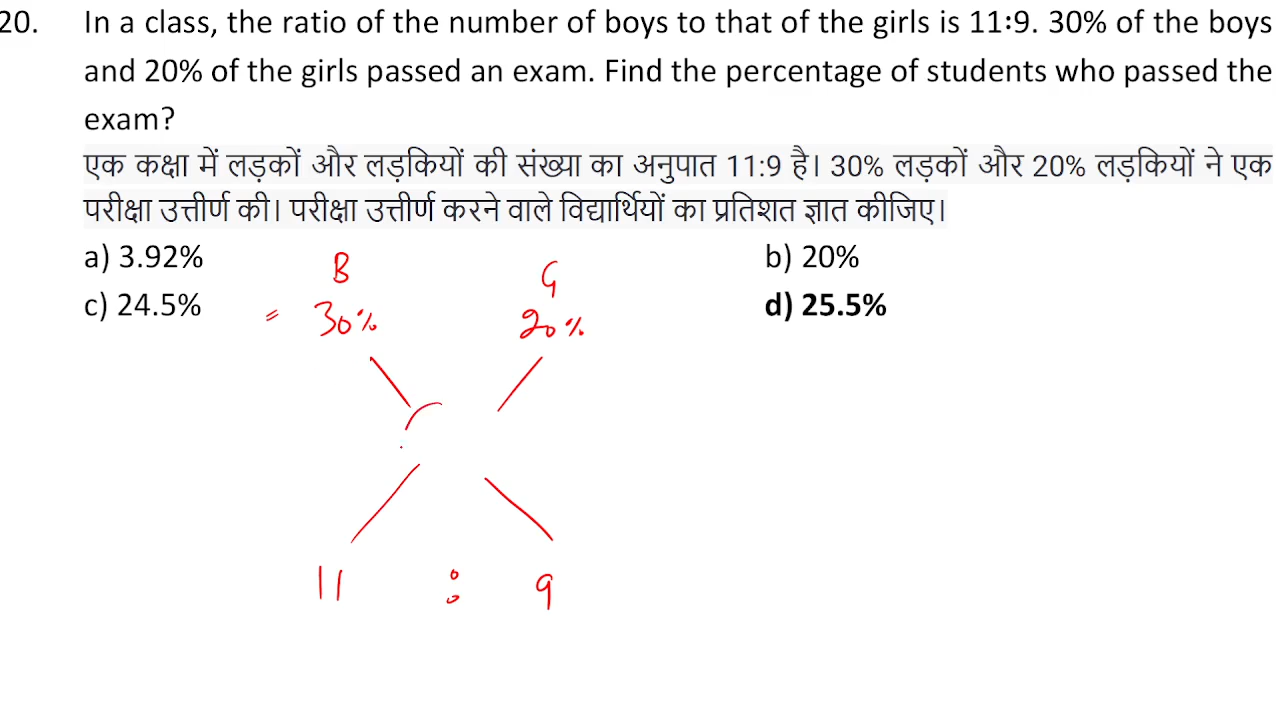 20. In a class, the ratio of the number of boys to that of the girls is 11:9. 30% of the boys
and 20% of the girls passed an exam. Find the percentage of students who passed the
exam?
एक कक्षा में लड़कों और लड़कियों की संख्या का अनुपात 11:9 है। 30% लड़कों और 20% लड़कियों ने एक
परीक्षा उत्तीर्ण की। परीक्षा उत्तीर्ण करने वाले विद्यार्थियों का प्रतिशत ज्ञात कीजिए।
a) 3.92% b) 20%
c) 24.5% d) 25.5%
B G
= 30% 20%
11 : 9